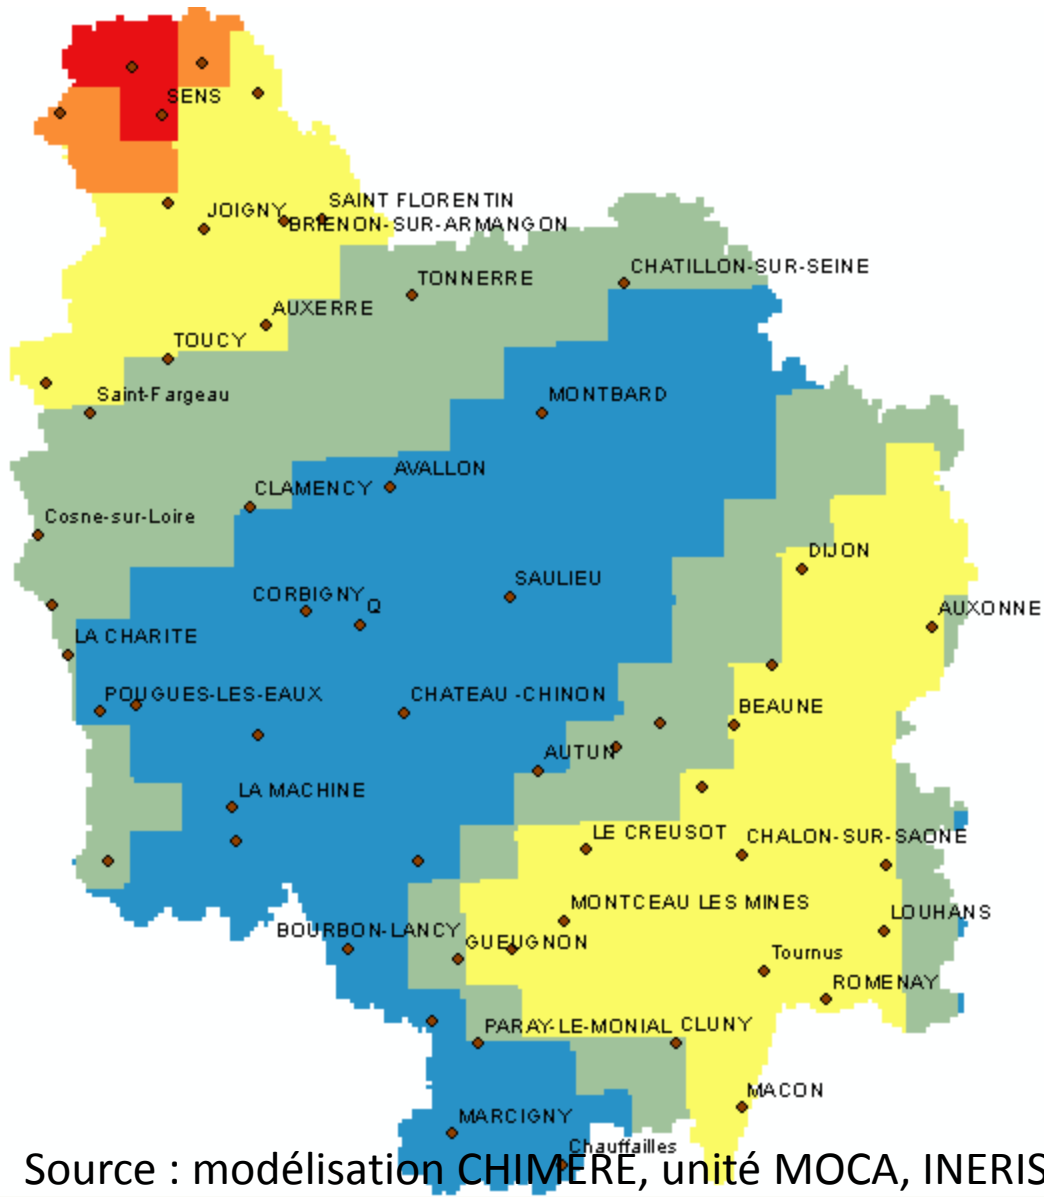 SENS
SAINT FLORENTIN
JOIGNY
BRIENON-SUR-ARMANGON
CHATILLON-SUR-SEINE
TONNERRE
AUXERRE
TOUCY
Saint-Fargeau
MONTBARD
AVALLON
CLAMENCY
Cosne-sur-Loire
DIJON
SAULIEU
CORBIGNY
Q
AUXONNE
LA CHARITE
POUGUES-LES-EAUX
CHATEAU -CHINON
BEAUNE
AUTUN
LA MACHINE
LE CREUSOT
CHALON-SUR-SAONE
MONTCEAU LES MINES
LOUHANS
BOURBON-LANCY
GUEUGNON
Tournus
ROMENAY
PARAY-LE-MONIAL
CLUNY
MACON
MARCIGNY
Chauffailles
Source : modélisation CHIMERE, unité MOCA, INERIS